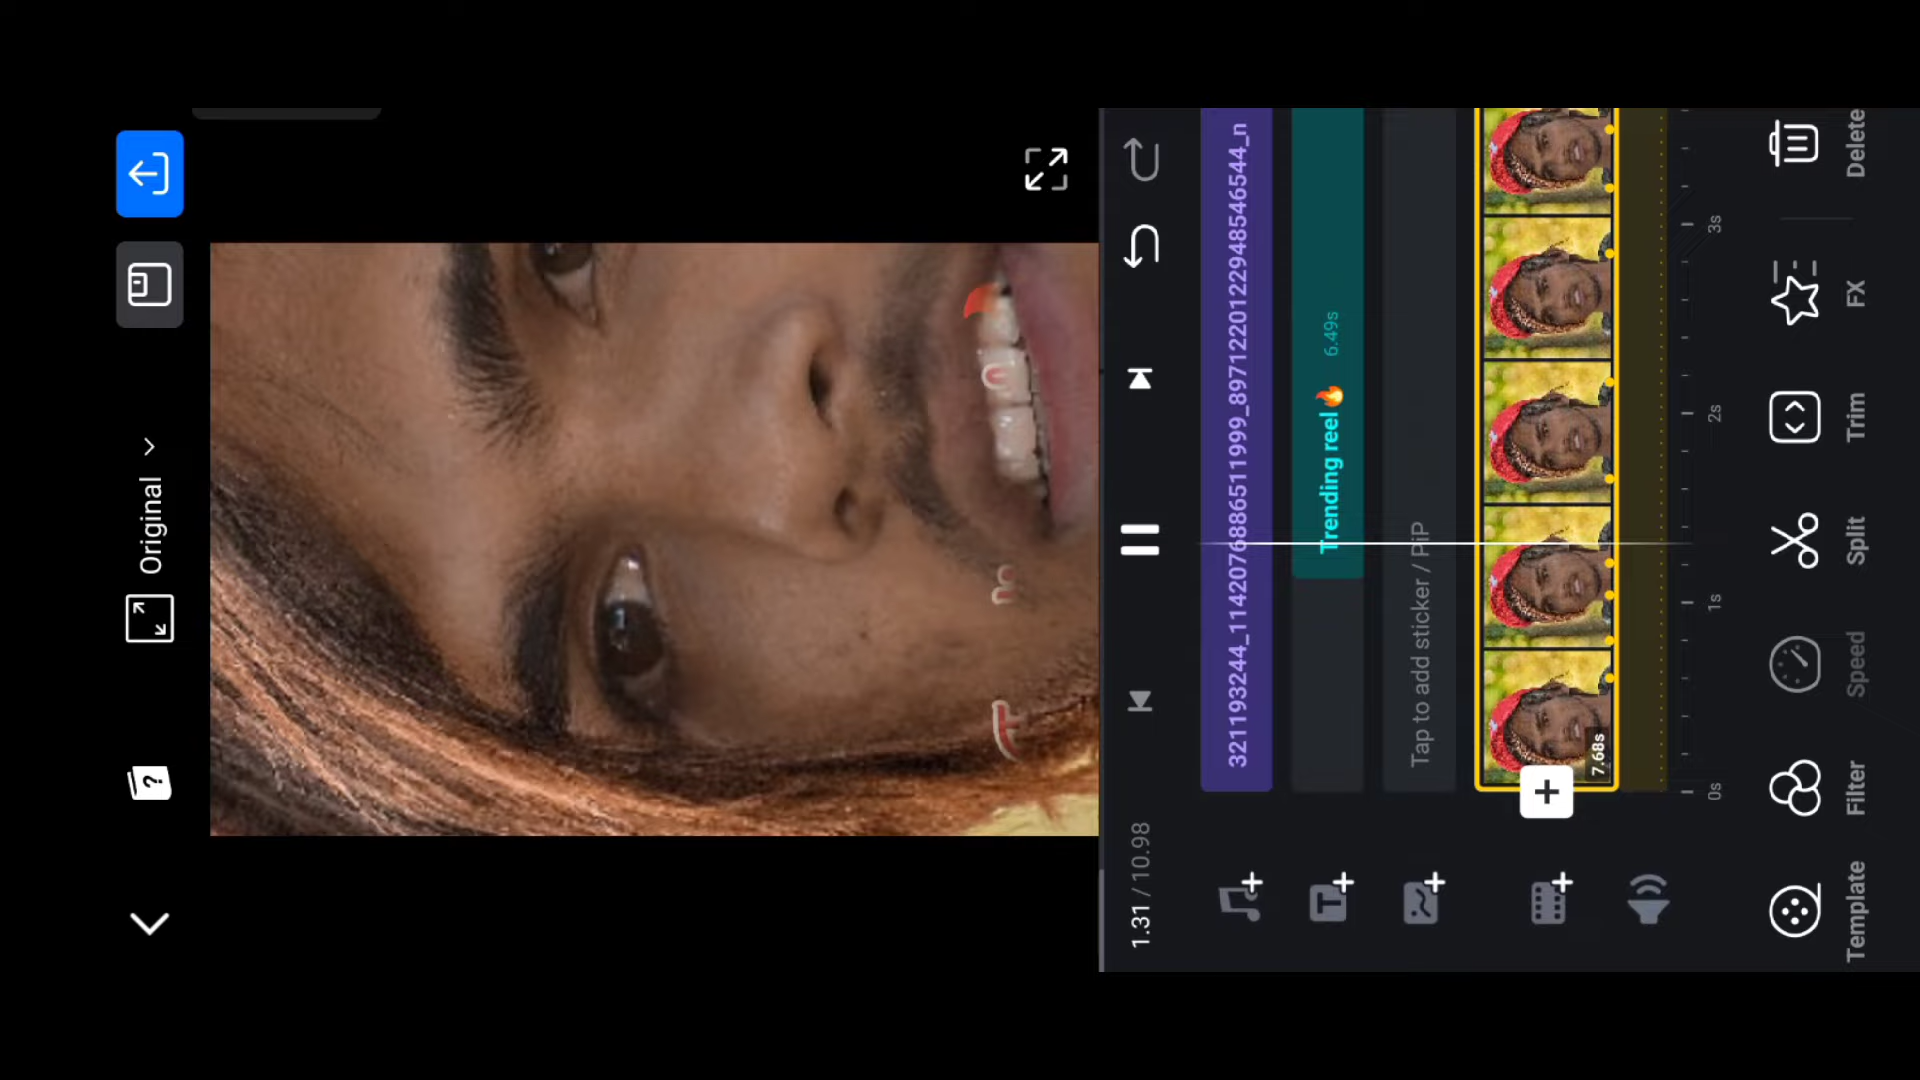 Original
1.31 / 10.98
321193244_1142076886511999_8971220122948546544_n
Trending reel🔥 6.49s
Tap to add sticker / PiP
7.68s
0s 1s 2s 3s
Template Filter Speed Split Trim FX Delete